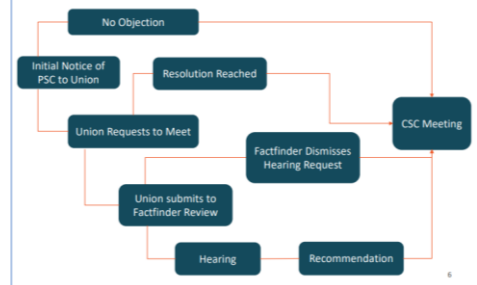 No Objection
Initial Notice of
PSC to Union
Resolution Reached
CSC Meeting
Union Requests to Meet
Factfinder Dismisses
Hearing Request
Union submits to
Factfinder Review
Hearing
Recommendation
6